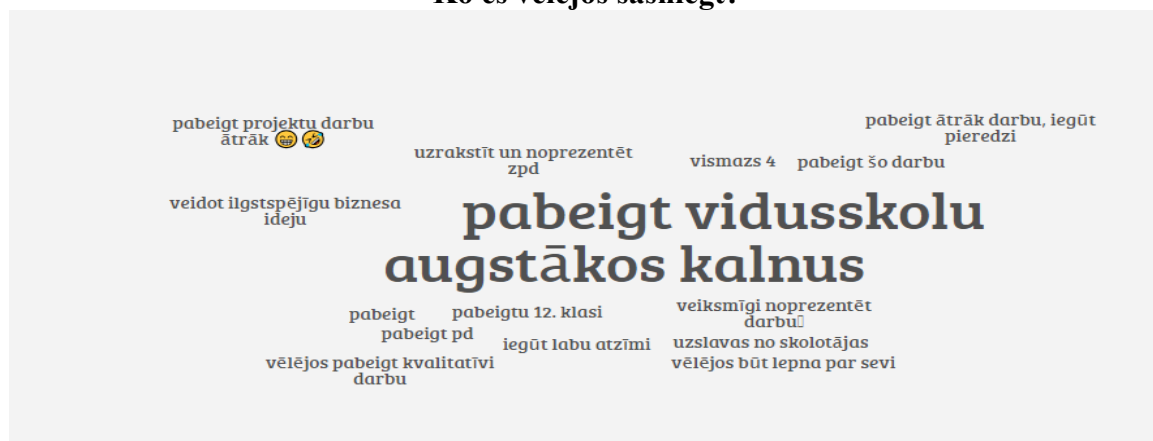 Ko es vēlējos sasniegt?
pabeigt projektu darbu
ātrāk 😁🤣
pabeigt ātrāk darbu, iegūt
pieredzi
uzrakstīt un noprezentēt
zpd
vismazs 4
pabeigt šo darbu
veidot ilgstspējīgu biznesa
ideju
pabeigt vidusskolu
augstākos kalnus
pabeigt
pabeigtu 12. klasi
veiksmīgi noprezentēt
darbu
pabeigt pd
iegūt labu atzīmi
uzslavas no skolotājas
vēlējos pabeigt kvalitatīvi
darbu
vēlējos būt lepna par sevi